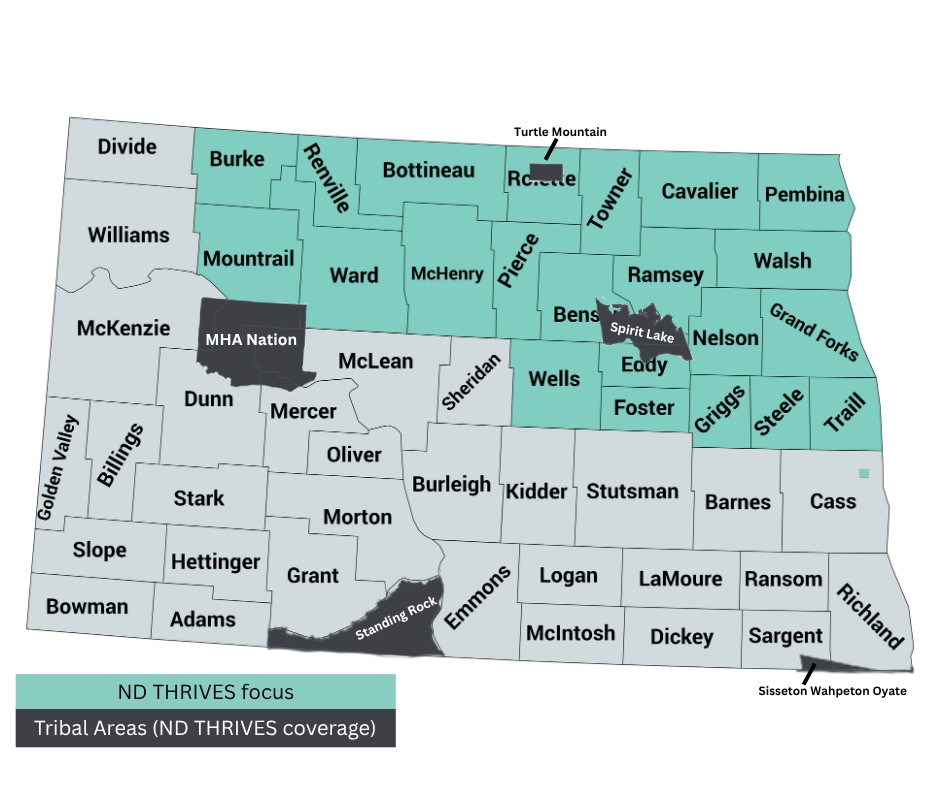 Turtle Mountain
Divide
Burke
Renville
Bottineau
Towner
Cavalier
Pembina
Williams
Mountrail
Ward
McHenry
Pierce
Ramsey
Walsh
McKenzie
MHA Nation
McLean
Sheridan
Spirit Lake
Nelson
Grand Forks
Dunn
Mercer
Wells
Eddy
Foster
Griggs
Steele
Traill
Golden Valley
Billings
Oliver
Stark
Morton
Burleigh
Kidder
Stutsman
Barnes
Cass
Slope
Hettinger
Grant
Emmons
Logan
LaMoure
Ransom
Richland
Bowman
Adams
Standing Rock
McIntosh
Dickey
Sargent
Sisseton Wahpeton Oyate
ND THRIVES focus
Tribal Areas (ND THRIVES coverage)